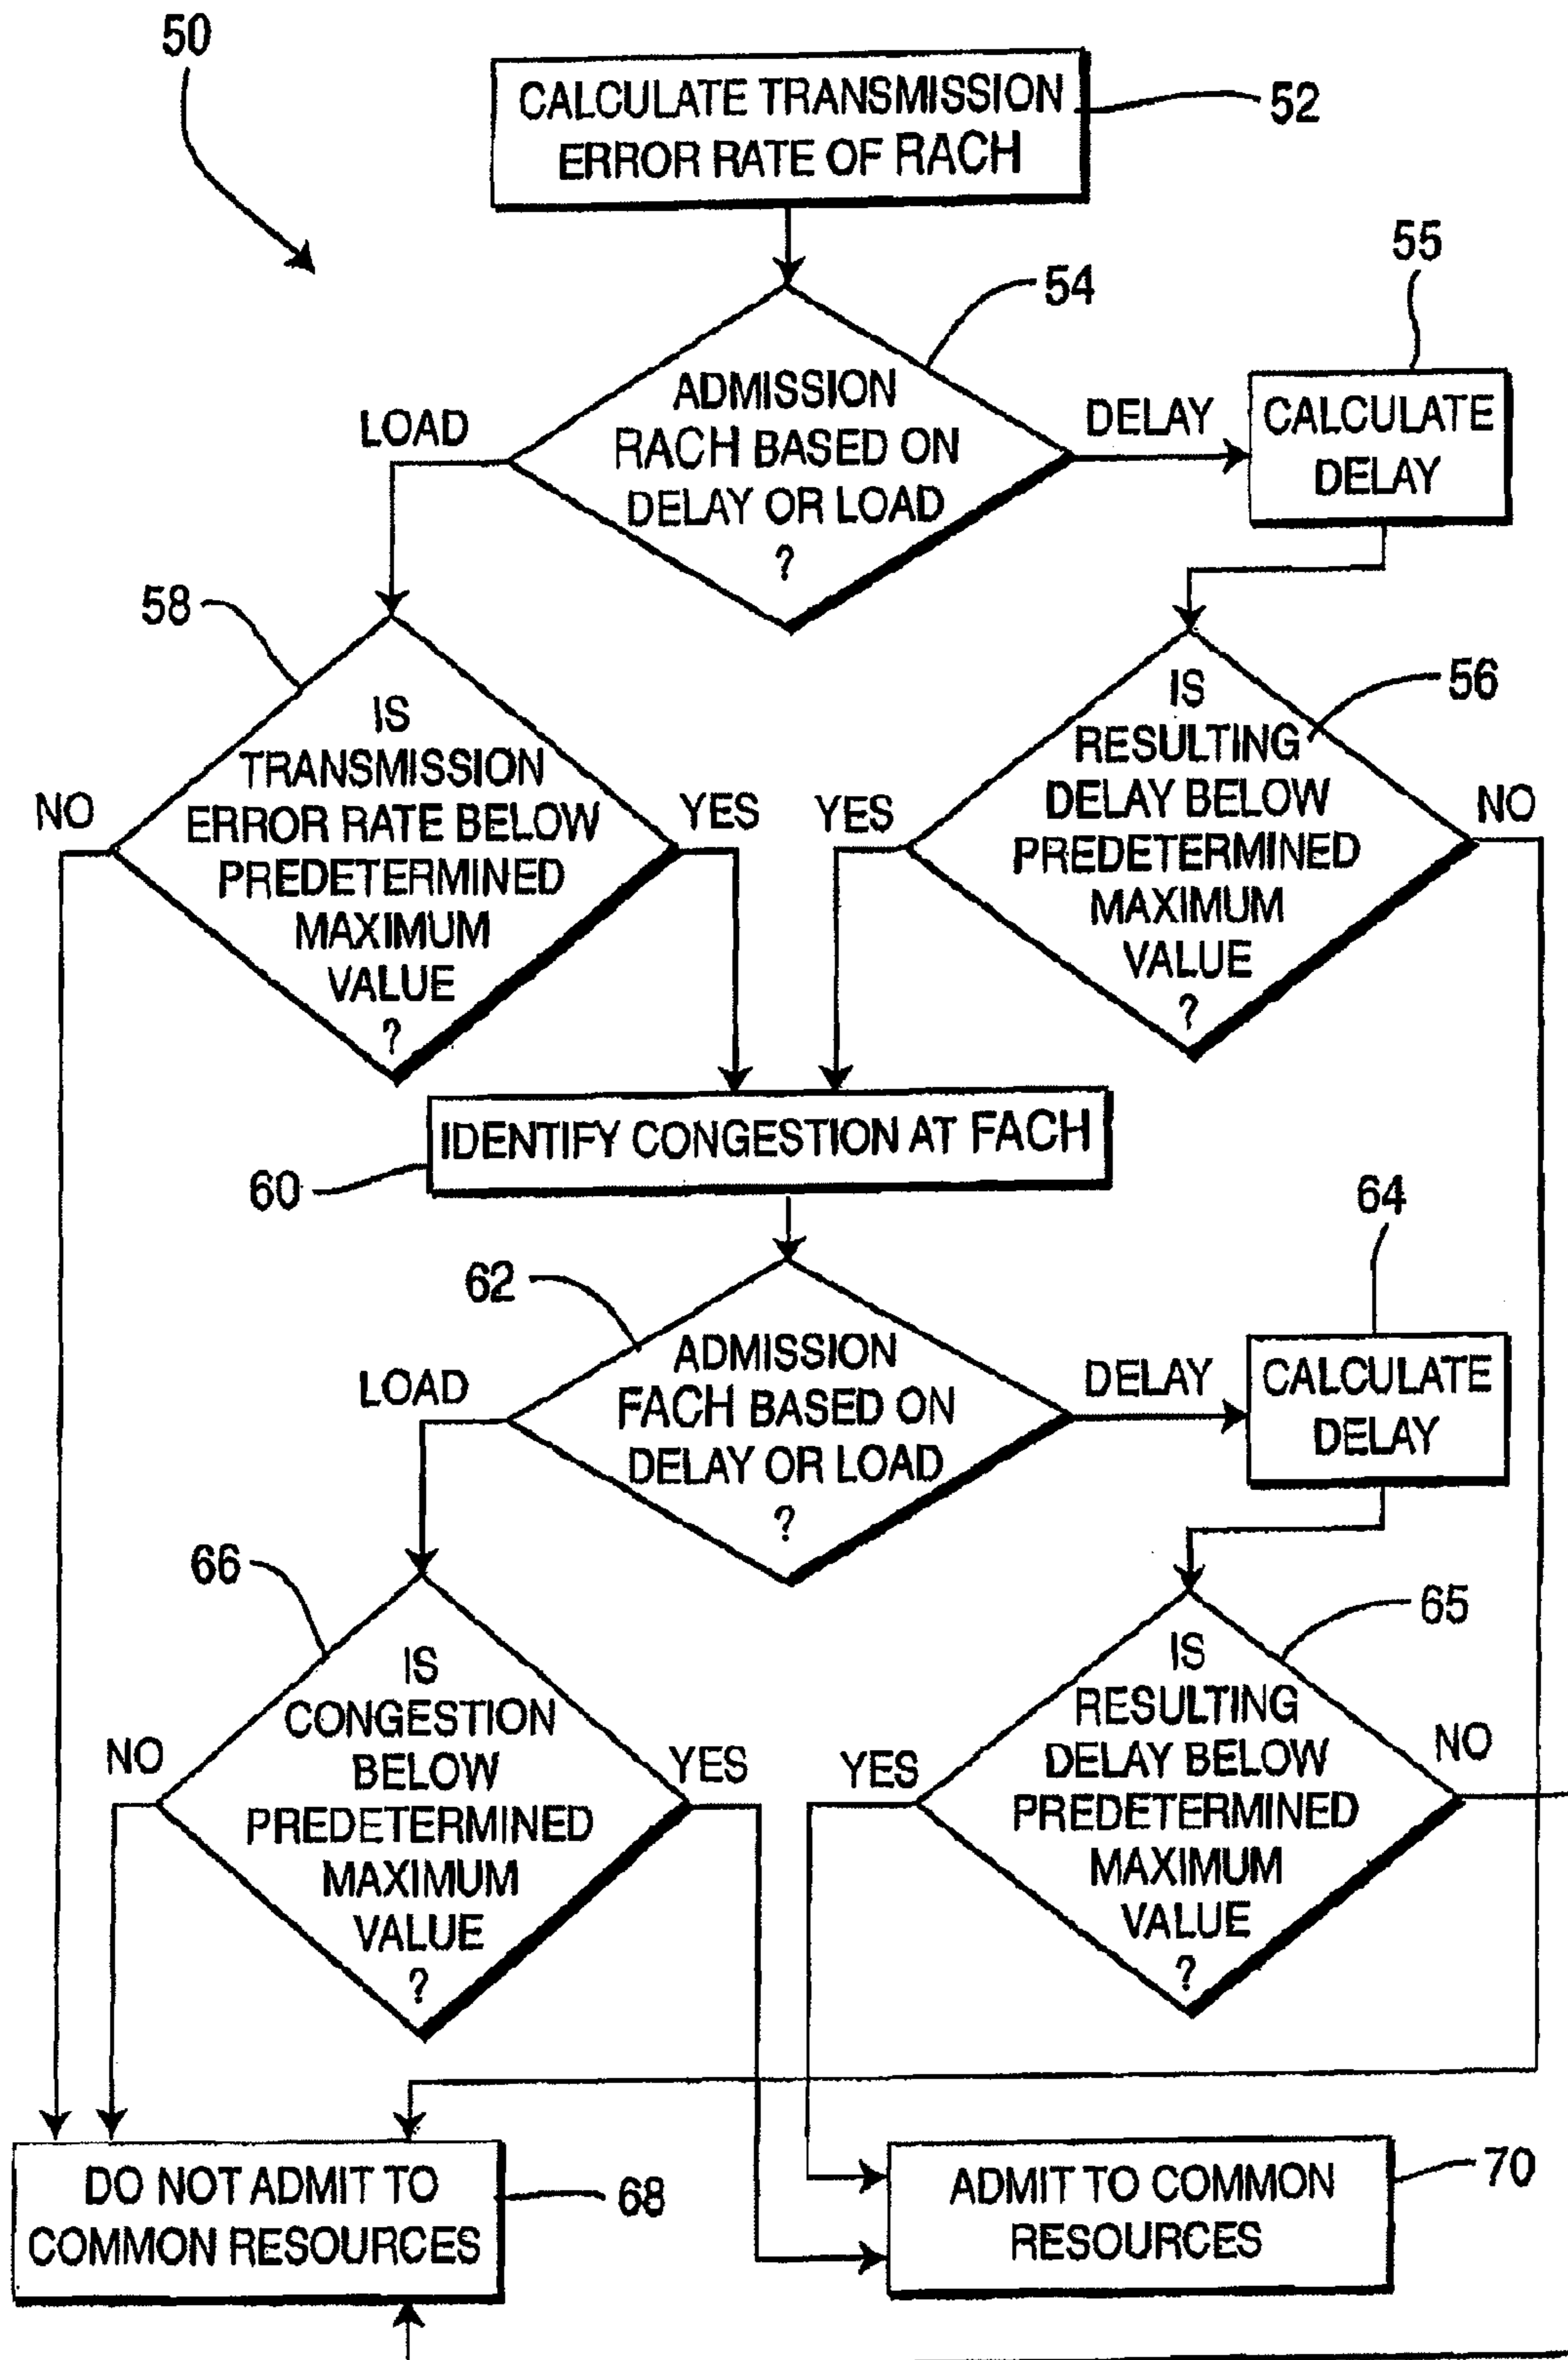 50
CALCULATE TRANSMISSION
ERROR RATE OF RACH
52
54
55
ADMISSION
RACH BASED ON
DELAY OR LOAD
?
LOAD
DELAY
CALCULATE
DELAY
58
IS
TRANSMISSION
ERROR RATE BELOW
PREDETERMINED
MAXIMUM
VALUE
?
NO
YES
56
IS
RESULTING
DELAY BELOW
PREDETERMINED
MAXIMUM
VALUE
?
YES
NO
IDENTIFY CONGESTION AT FACH
60
62
64
ADMISSION
FACH BASED ON
DELAY OR LOAD
?
LOAD
DELAY
CALCULATE
DELAY
66
IS
CONGESTION
BELOW
PREDETERMINED
MAXIMUM
VALUE
?
NO
YES
65
IS
RESULTING
DELAY BELOW
PREDETERMINED
MAXIMUM
VALUE
?
YES
NO
DO NOT ADMIT TO
COMMON RESOURCES
68
ADMIT TO COMMON
RESOURCES
70